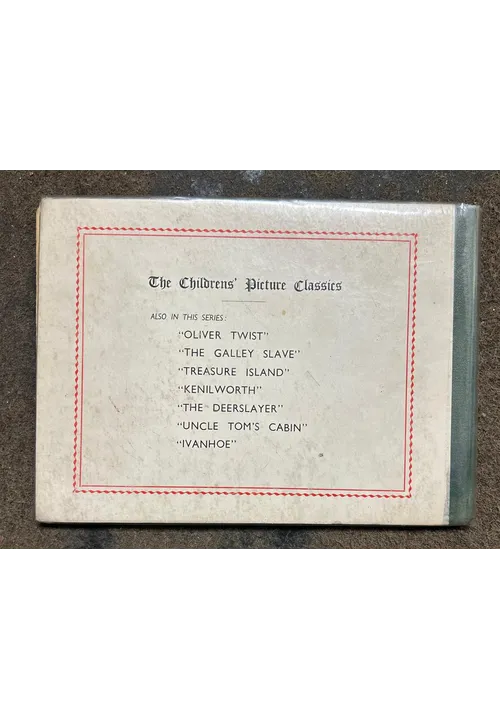 The Childrens' Picture Classics
ALSO IN THIS SERIES:
"OLIVER TWIST"
"THE GALLEY SLAVE"
"TREASURE ISLAND"
"KENILWORTH"
"THE DEERSLAYER"
"UNCLE TOM'S CABIN"
"IVANHOE"